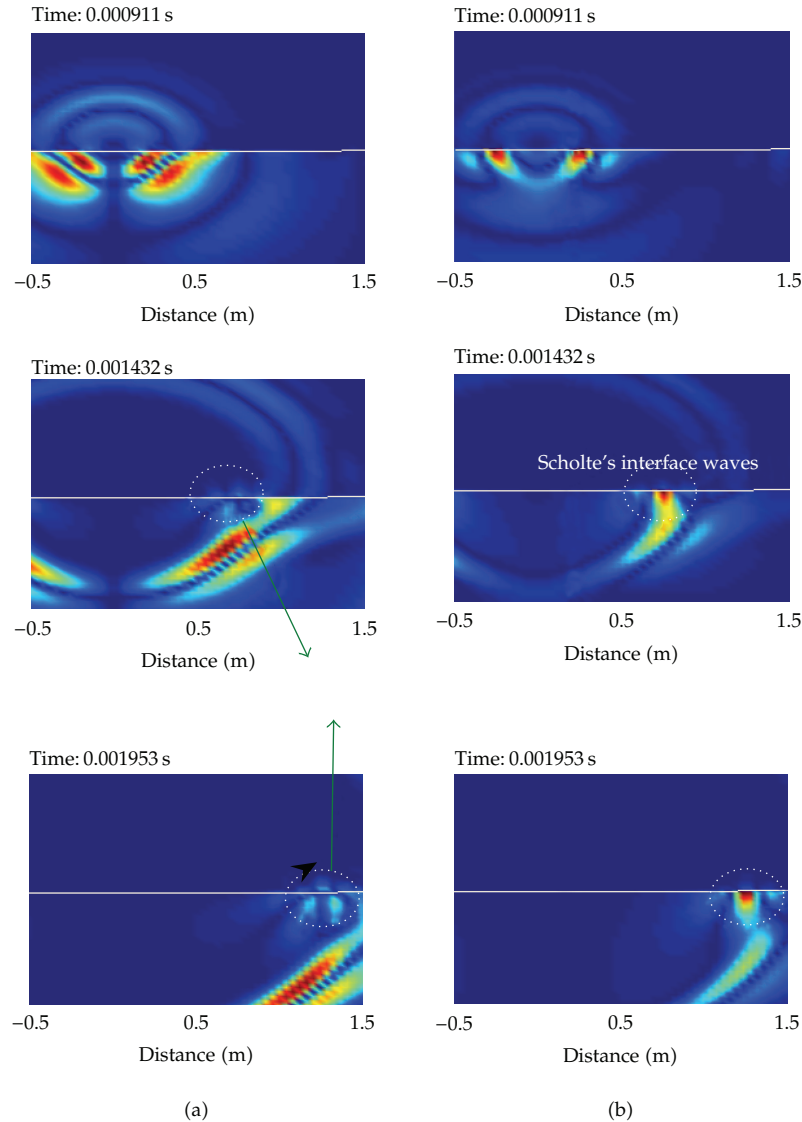 Time: 0.000911 s
Time: 0.000911 s
−0.5 0.5 1.5
Distance (m)
−0.5 0.5 1.5
Distance (m)
Time: 0.001432 s
Time: 0.001432 s
Scholte's interface waves
−0.5 0.5 1.5
Distance (m)
−0.5 0.5 1.5
Distance (m)
Time: 0.001953 s
Time: 0.001953 s
−0.5 0.5 1.5
Distance (m)
−0.5 0.5 1.5
Distance (m)
(a)
(b)